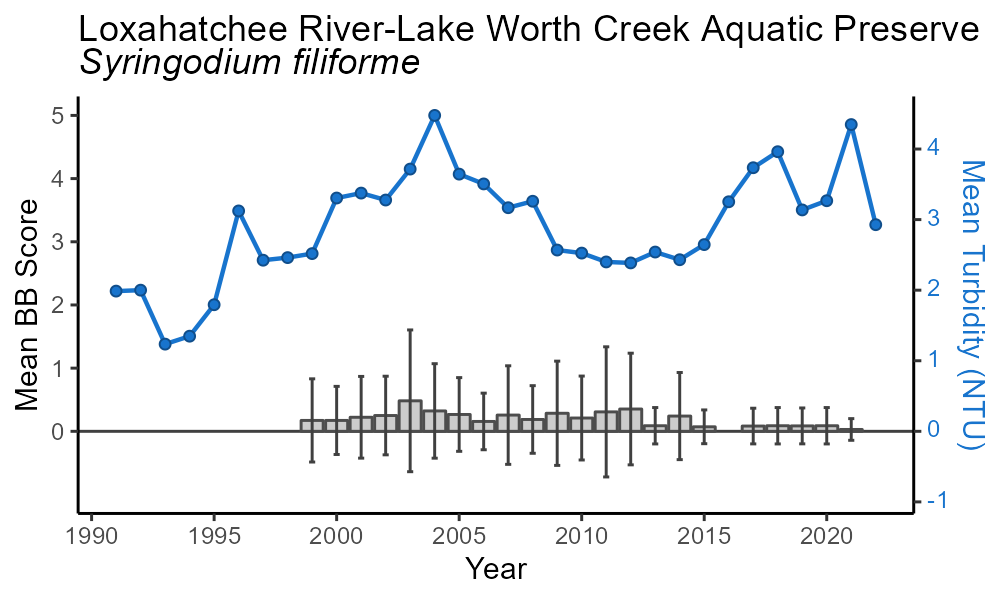 Loxahatchee River-Lake Worth Creek Aquatic Preserve
Syringodium filiforme
Mean BB Score
5
4
3
2
1
0
4
3
2
1
0
-1
Mean Turbidity (NTU)
1990 1995 2000 2005 2010 2015 2020
Year